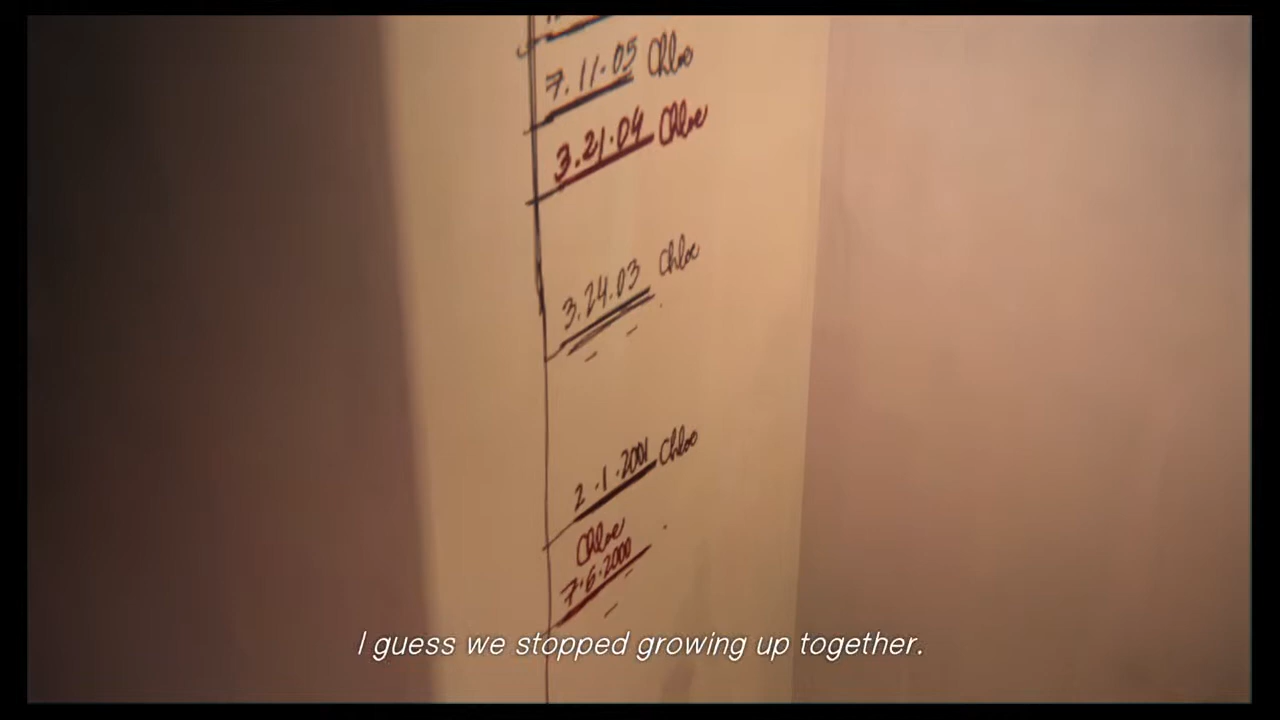 7.11.05 Chloe
3.21.04 Chloe
3.24.03 Chloe
2.1.2001 Chloe
Chloe
7.6.2000
I guess we stopped growing up together.